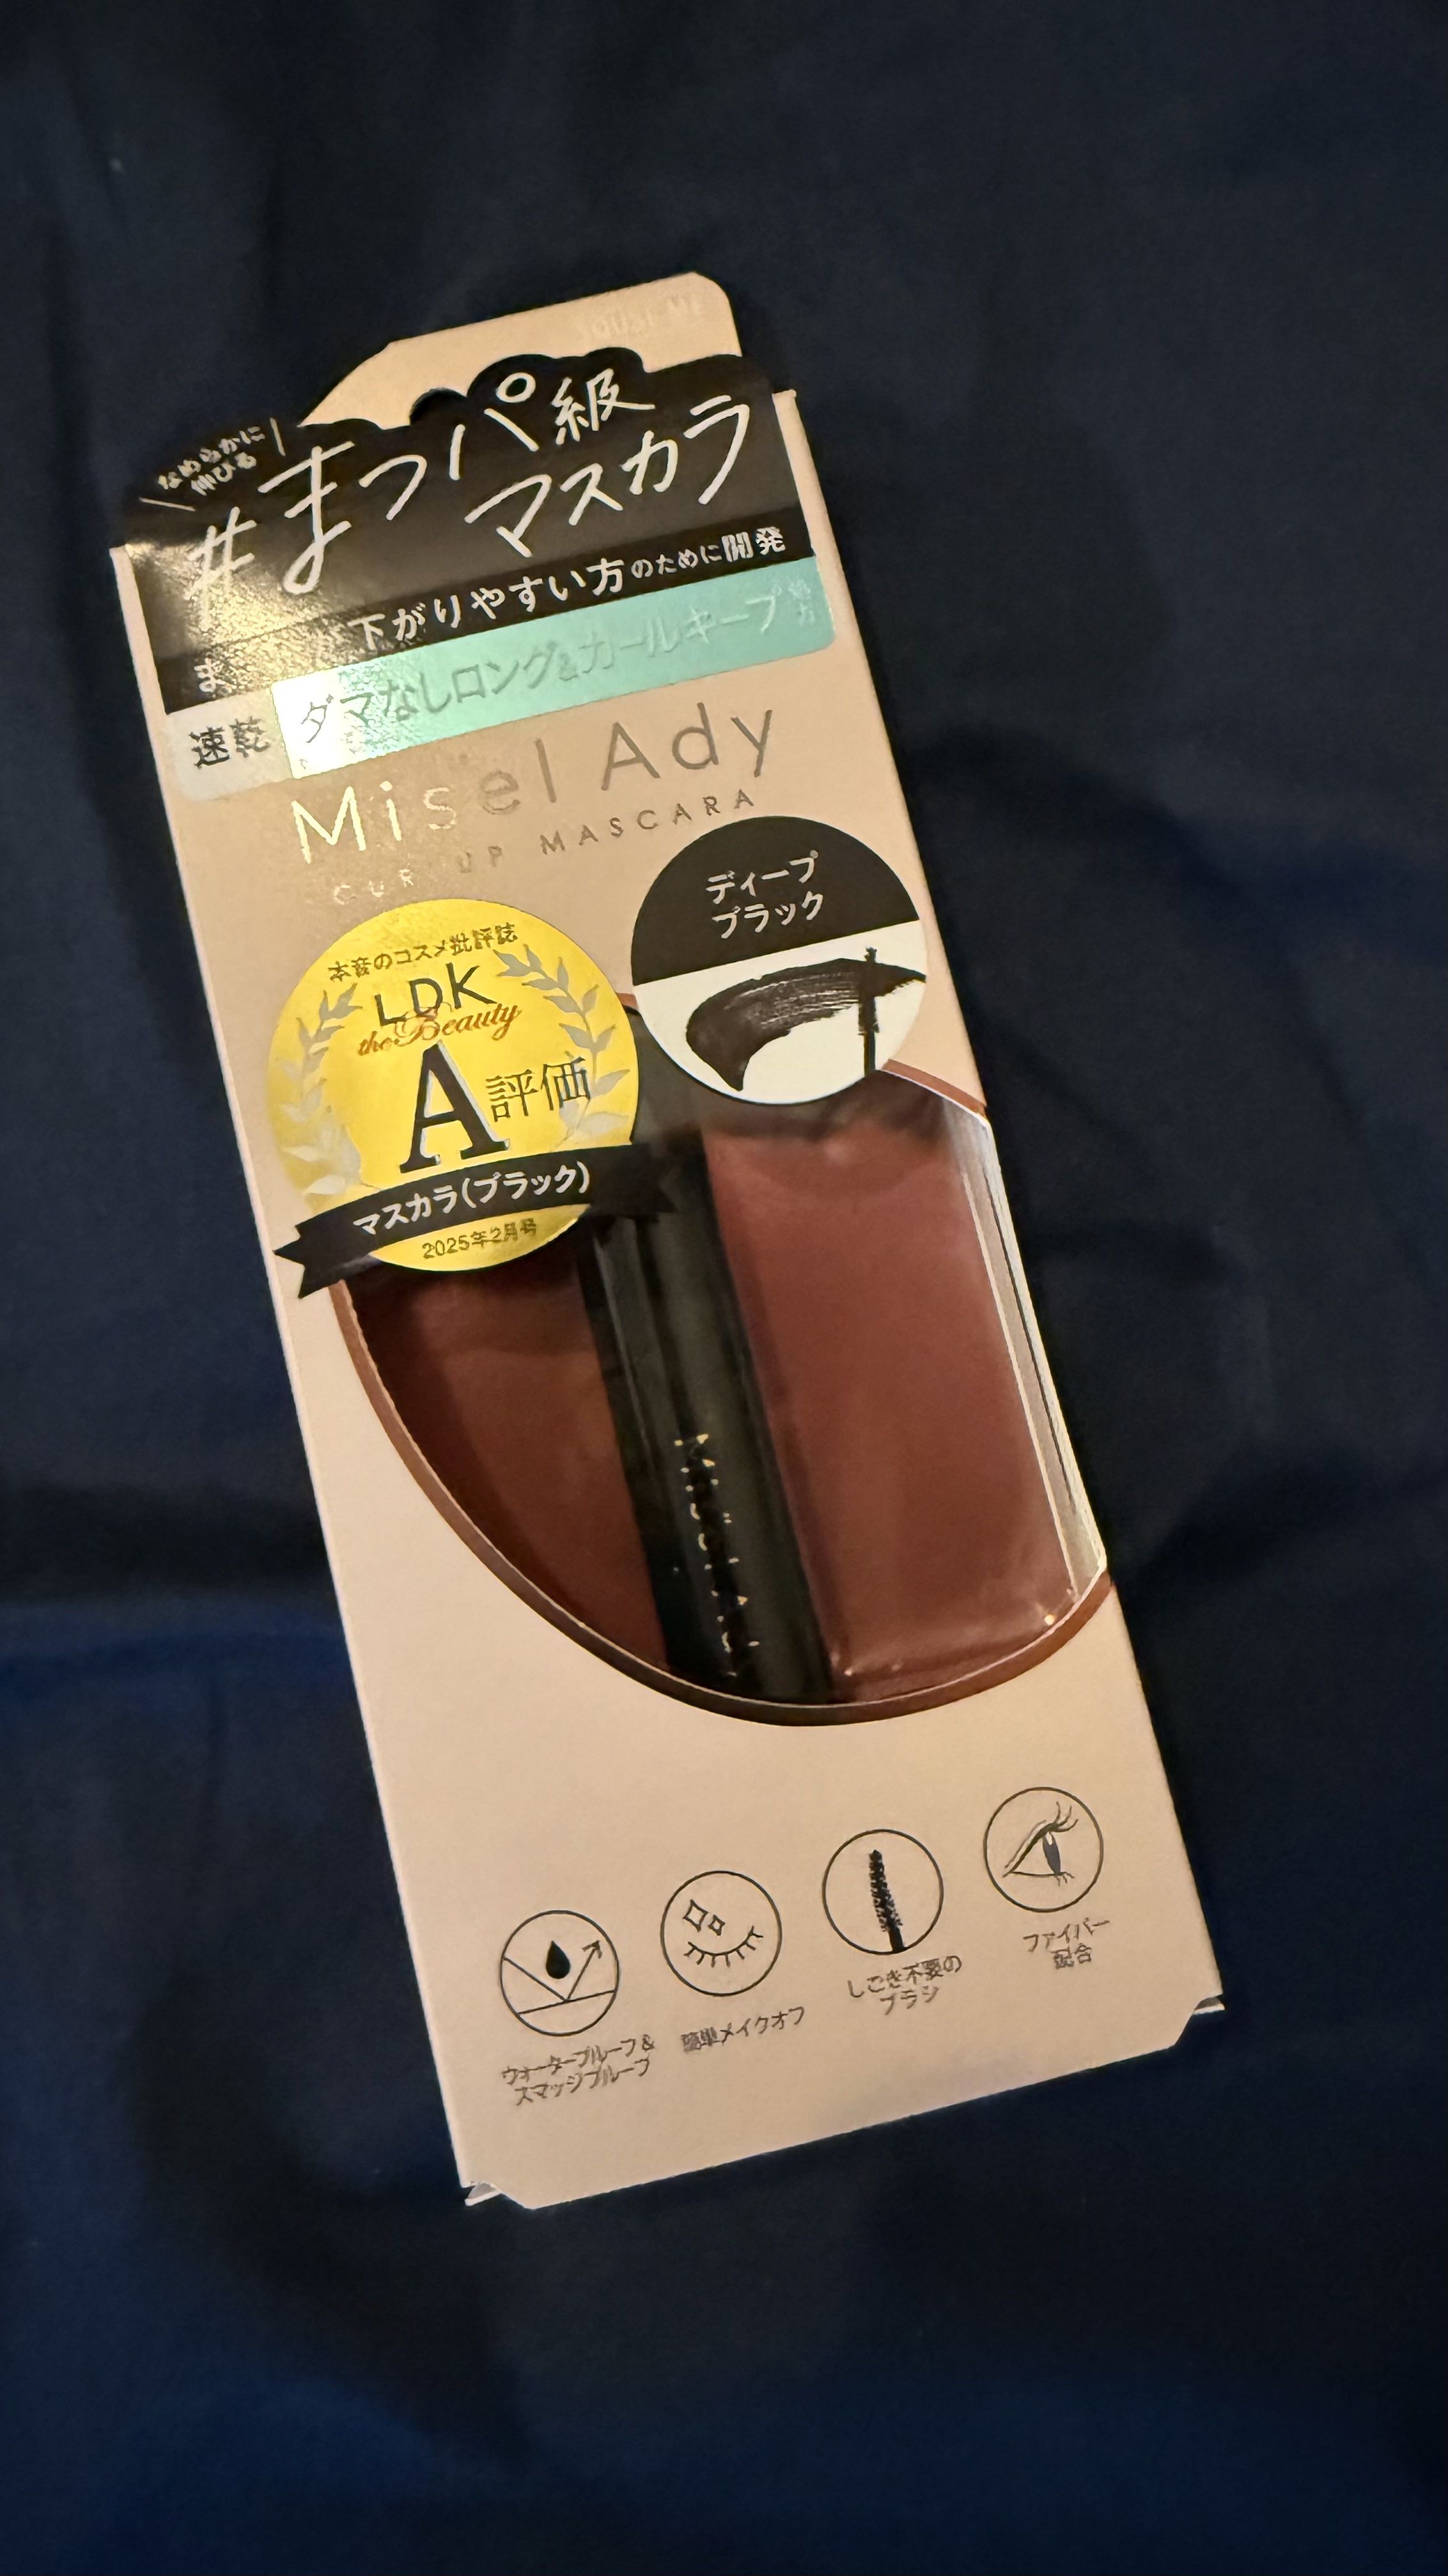 なめらかに
伸びる
#まつパ級
マスカラ
下がりやすい方のために開発
速乾 ダマなしロング&カールキープ
Misel Ady
UP MASCARA
ディープ
ブラック
本音のコスメ批評誌
LDK
the Beauty
A評価
マスカラ(ブラック)
2025年2月号
ウォータープルーフ&
スマッジプルーフ
簡単メイクオフ
しごき不要の
ブラシ
ファイバー
配合